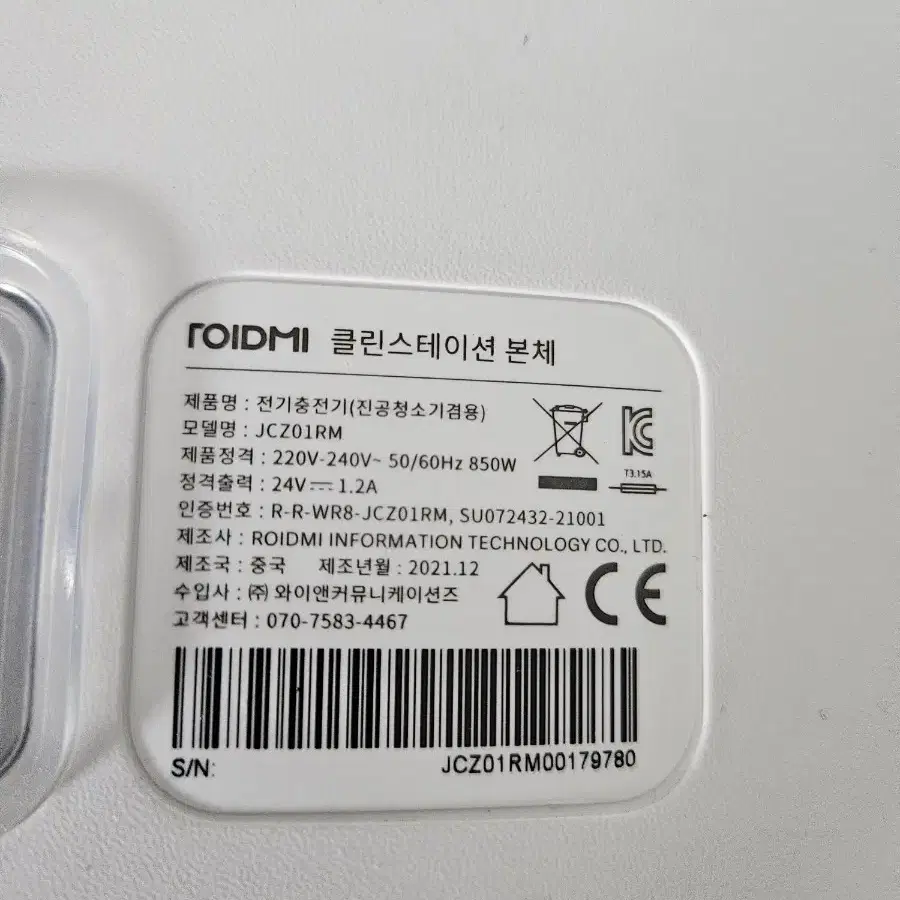 ROIDMI 클린스테이션 본체
제품명 : 전기충전기(진공청소기겸용)
모델명 : JCZ01RM
제품정격 : 220V-240V~ 50/60Hz 850W
정격출력 : 24V⎓1.2A
T3.15A
인증번호 : R-R-WR8-JCZ01RM, SU072432-21001
제조사 : ROIDMI INFORMATION TECHNOLOGY CO., LTD.
제조국 : 중국 제조년월 : 2021.12
수입사 : ㈜ 와이앤커뮤니케이션즈
고객센터 : 070-7583-4467
CE
S/N: JCZ01RM00179780